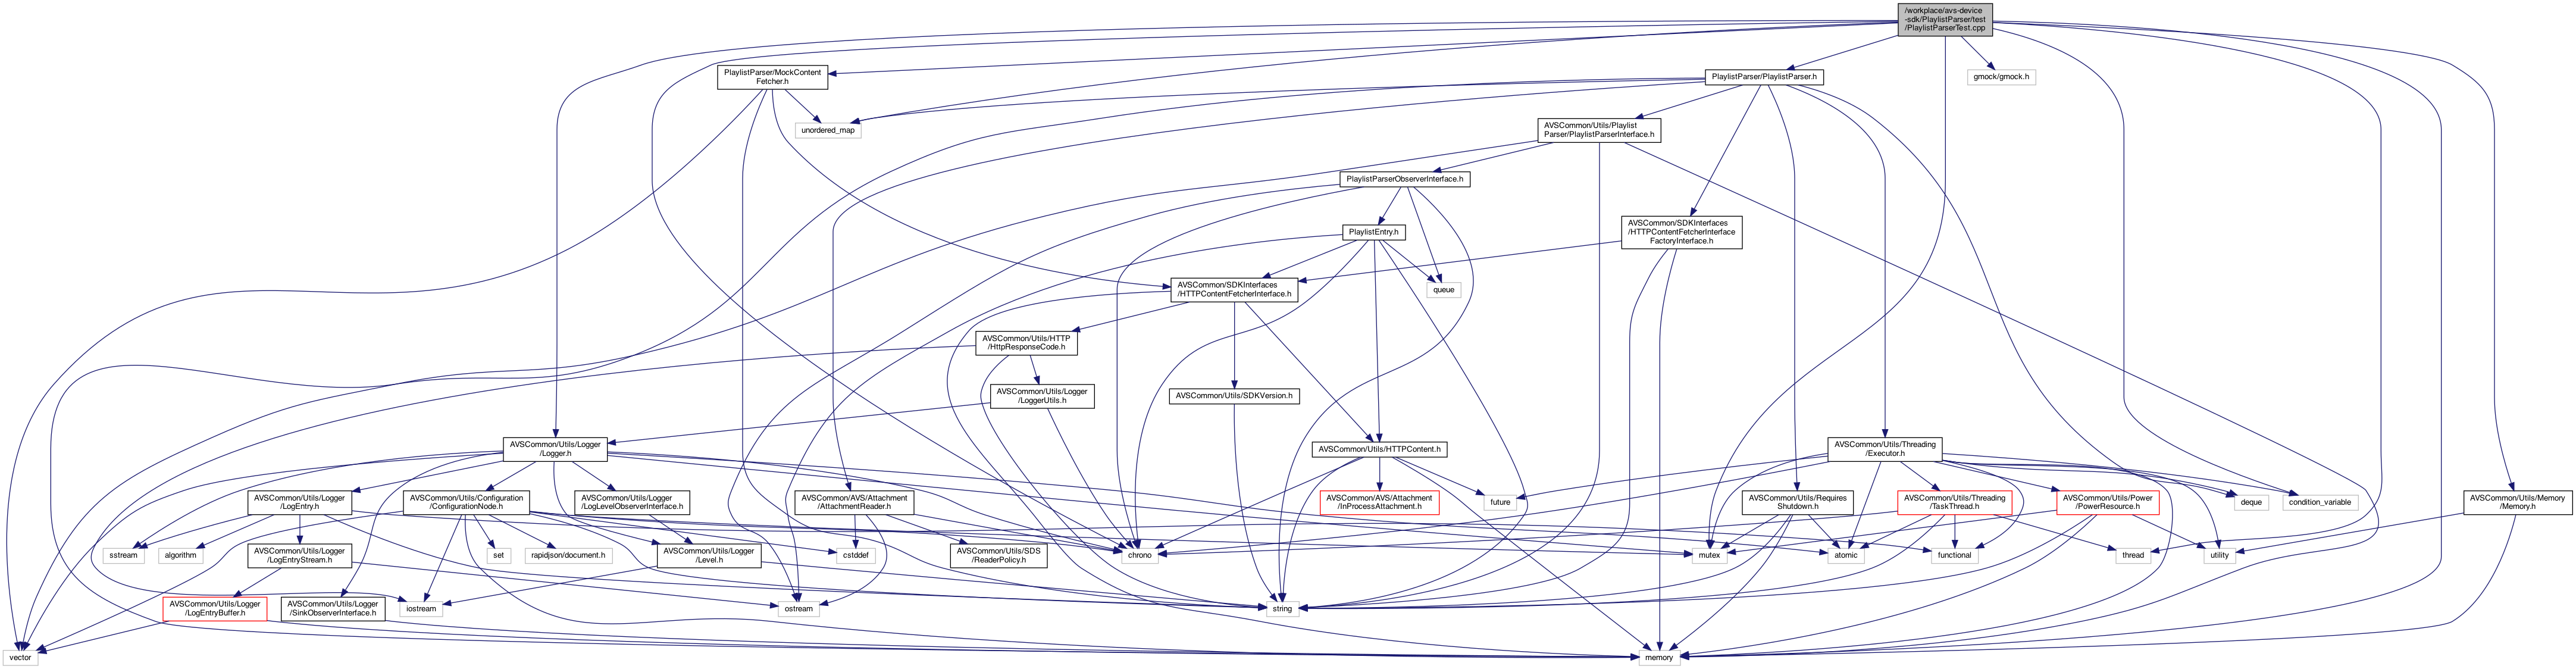 /workplace/avs-device
-sdk/PlaylistParser/test
/PlaylistParserTest.cpp
PlaylistParser/MockContent
Fetcher.h
PlaylistParser/PlaylistParser.h
gmock/gmock.h
unordered_map
AVSCommon/Utils/Playlist
Parser/PlaylistParserInterface.h
PlaylistParserObserverInterface.h
PlaylistEntry.h
AVSCommon/SDKInterfaces
/HTTPContentFetcherInterface
FactoryInterface.h
AVSCommon/SDKInterfaces
/HTTPContentFetcherInterface.h
queue
AVSCommon/Utils/HTTP
/HttpResponseCode.h
AVSCommon/Utils/Logger
/LoggerUtils.h
AVSCommon/Utils/SDKVersion.h
AVSCommon/Utils/Logger
/Logger.h
AVSCommon/Utils/HTTPContent.h
AVSCommon/Utils/Threading
/Executor.h
AVSCommon/Utils/Logger
/LogEntry.h
AVSCommon/Utils/Configuration
/ConfigurationNode.h
AVSCommon/Utils/Logger
/LogLevelObserverInterface.h
AVSCommon/AVS/Attachment
/AttachmentReader.h
AVSCommon/AVS/Attachment
/InProcessAttachment.h
future
AVSCommon/Utils/Requires
Shutdown.h
AVSCommon/Utils/Threading
/TaskThread.h
AVSCommon/Utils/Power
/PowerResource.h
deque
condition_variable
AVSCommon/Utils/Memory
/Memory.h
sstream
algorithm
AVSCommon/Utils/Logger
/LogEntryStream.h
set
rapidjson/document.h
AVSCommon/Utils/Logger
/Level.h
cstddef
AVSCommon/Utils/SDS
/ReaderPolicy.h
chrono
mutex
atomic
functional
thread
utility
AVSCommon/Utils/Logger
/LogEntryBuffer.h
AVSCommon/Utils/Logger
/SinkObserverInterface.h
iostream
ostream
string
vector
memory